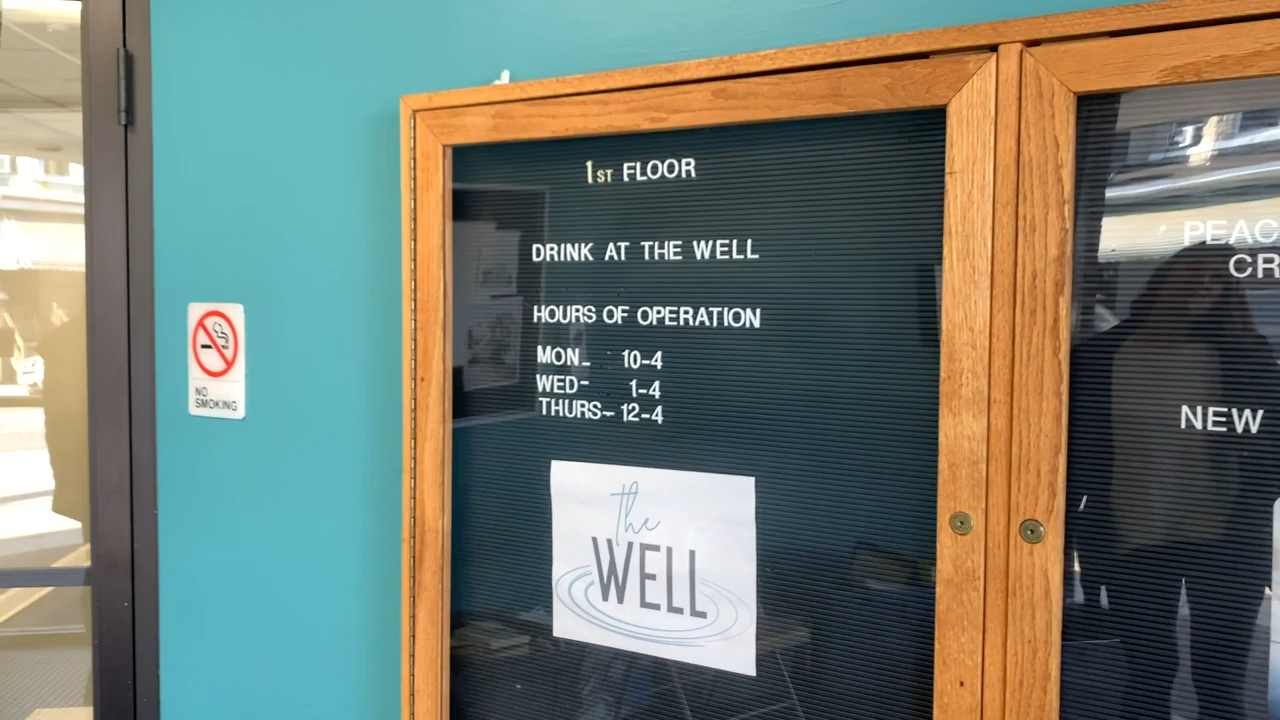 1ST FLOOR
DRINK AT THE WELL
HOURS OF OPERATION
MON- 10-4
WED- 1-4
THURS- 12-4
the
WELL
NO
SMOKING
NEW